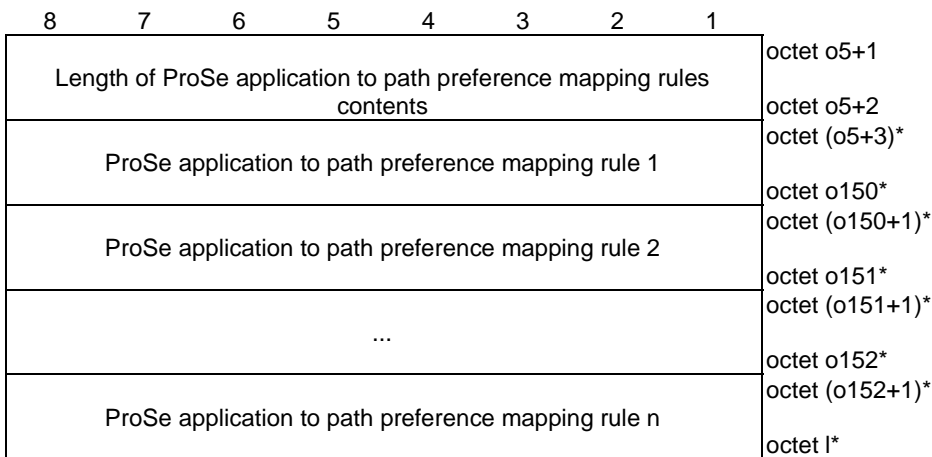 8 7 6 5 4 3 2 1
octet o5+1
Length of ProSe application to path preference mapping rules
contents
octet o5+2
octet (o5+3)*
ProSe application to path preference mapping rule 1
octet o150*
octet (o150+1)*
ProSe application to path preference mapping rule 2
octet o151*
octet (o151+1)*
...
octet o152*
octet (o152+1)*
ProSe application to path preference mapping rule n
octet l*